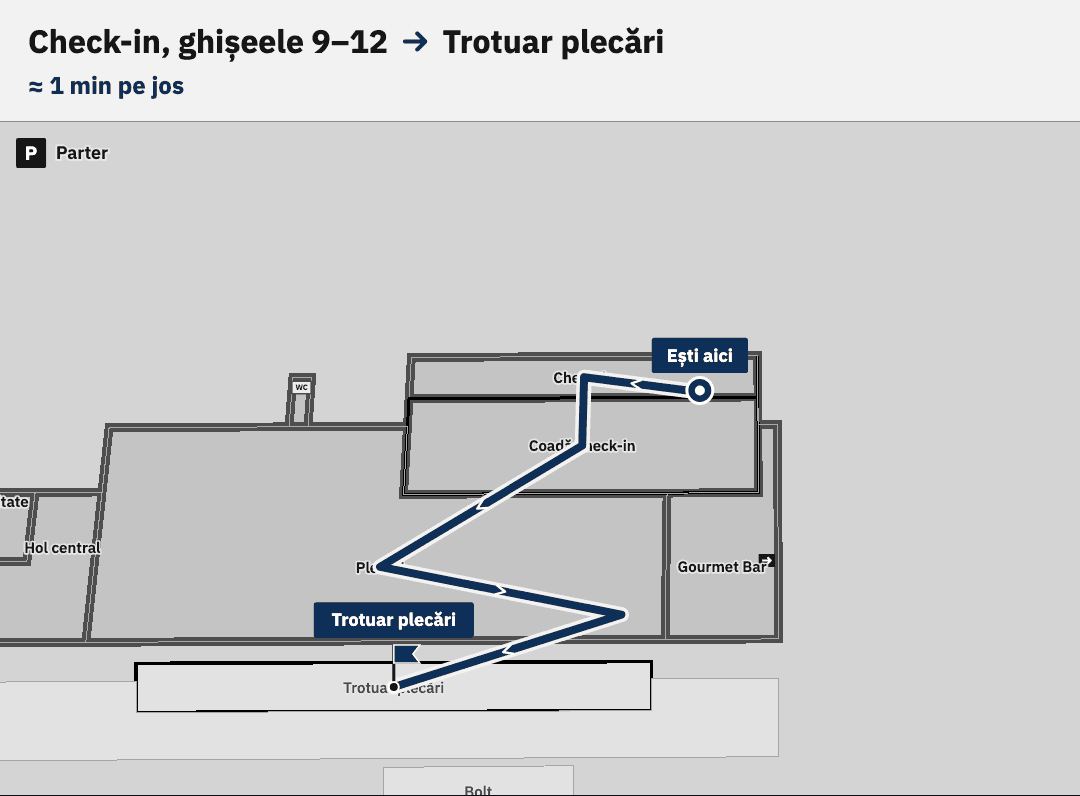 Check-in, ghișeele 9–12 → Trotuar plecări
≈ 1 min pe jos
P Parter
Ești aici
wc
Hol central
Gourmet Bar
Trotuar plecări
Bolt